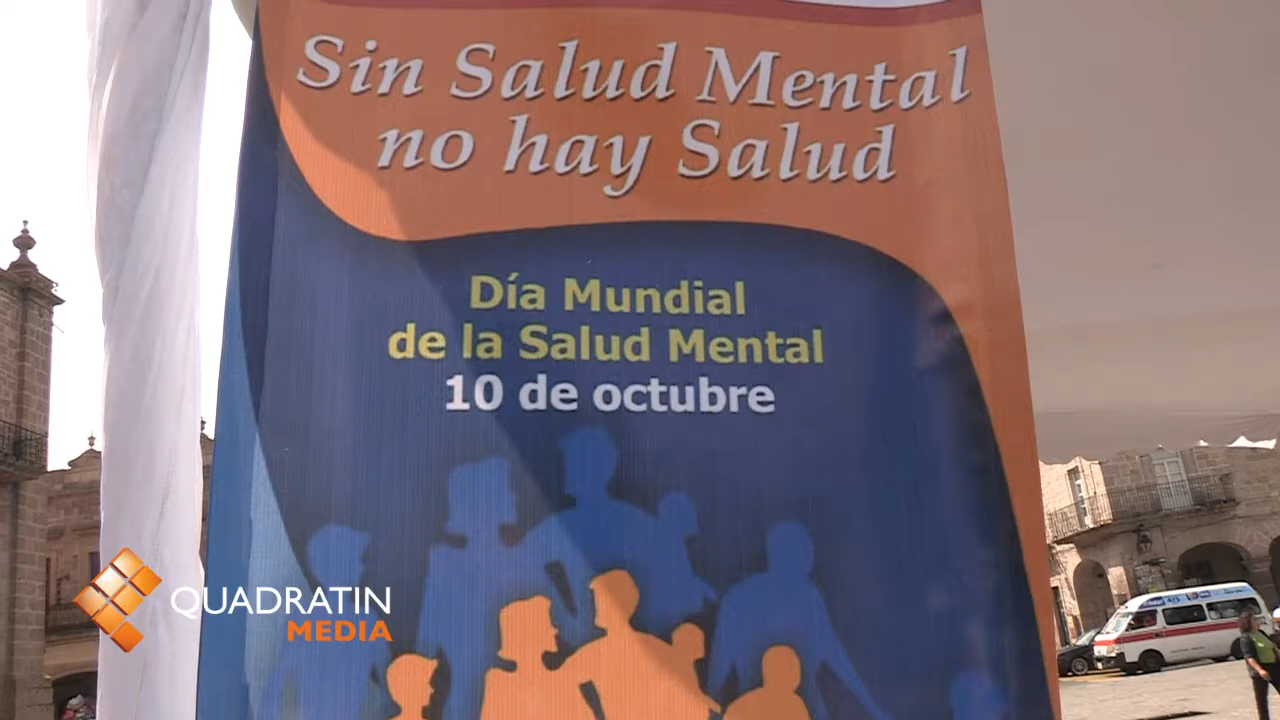 Sin Salud Mental
no hay Salud
Día Mundial
de la Salud Mental
10 de octubre
QUADRATIN
MEDIA